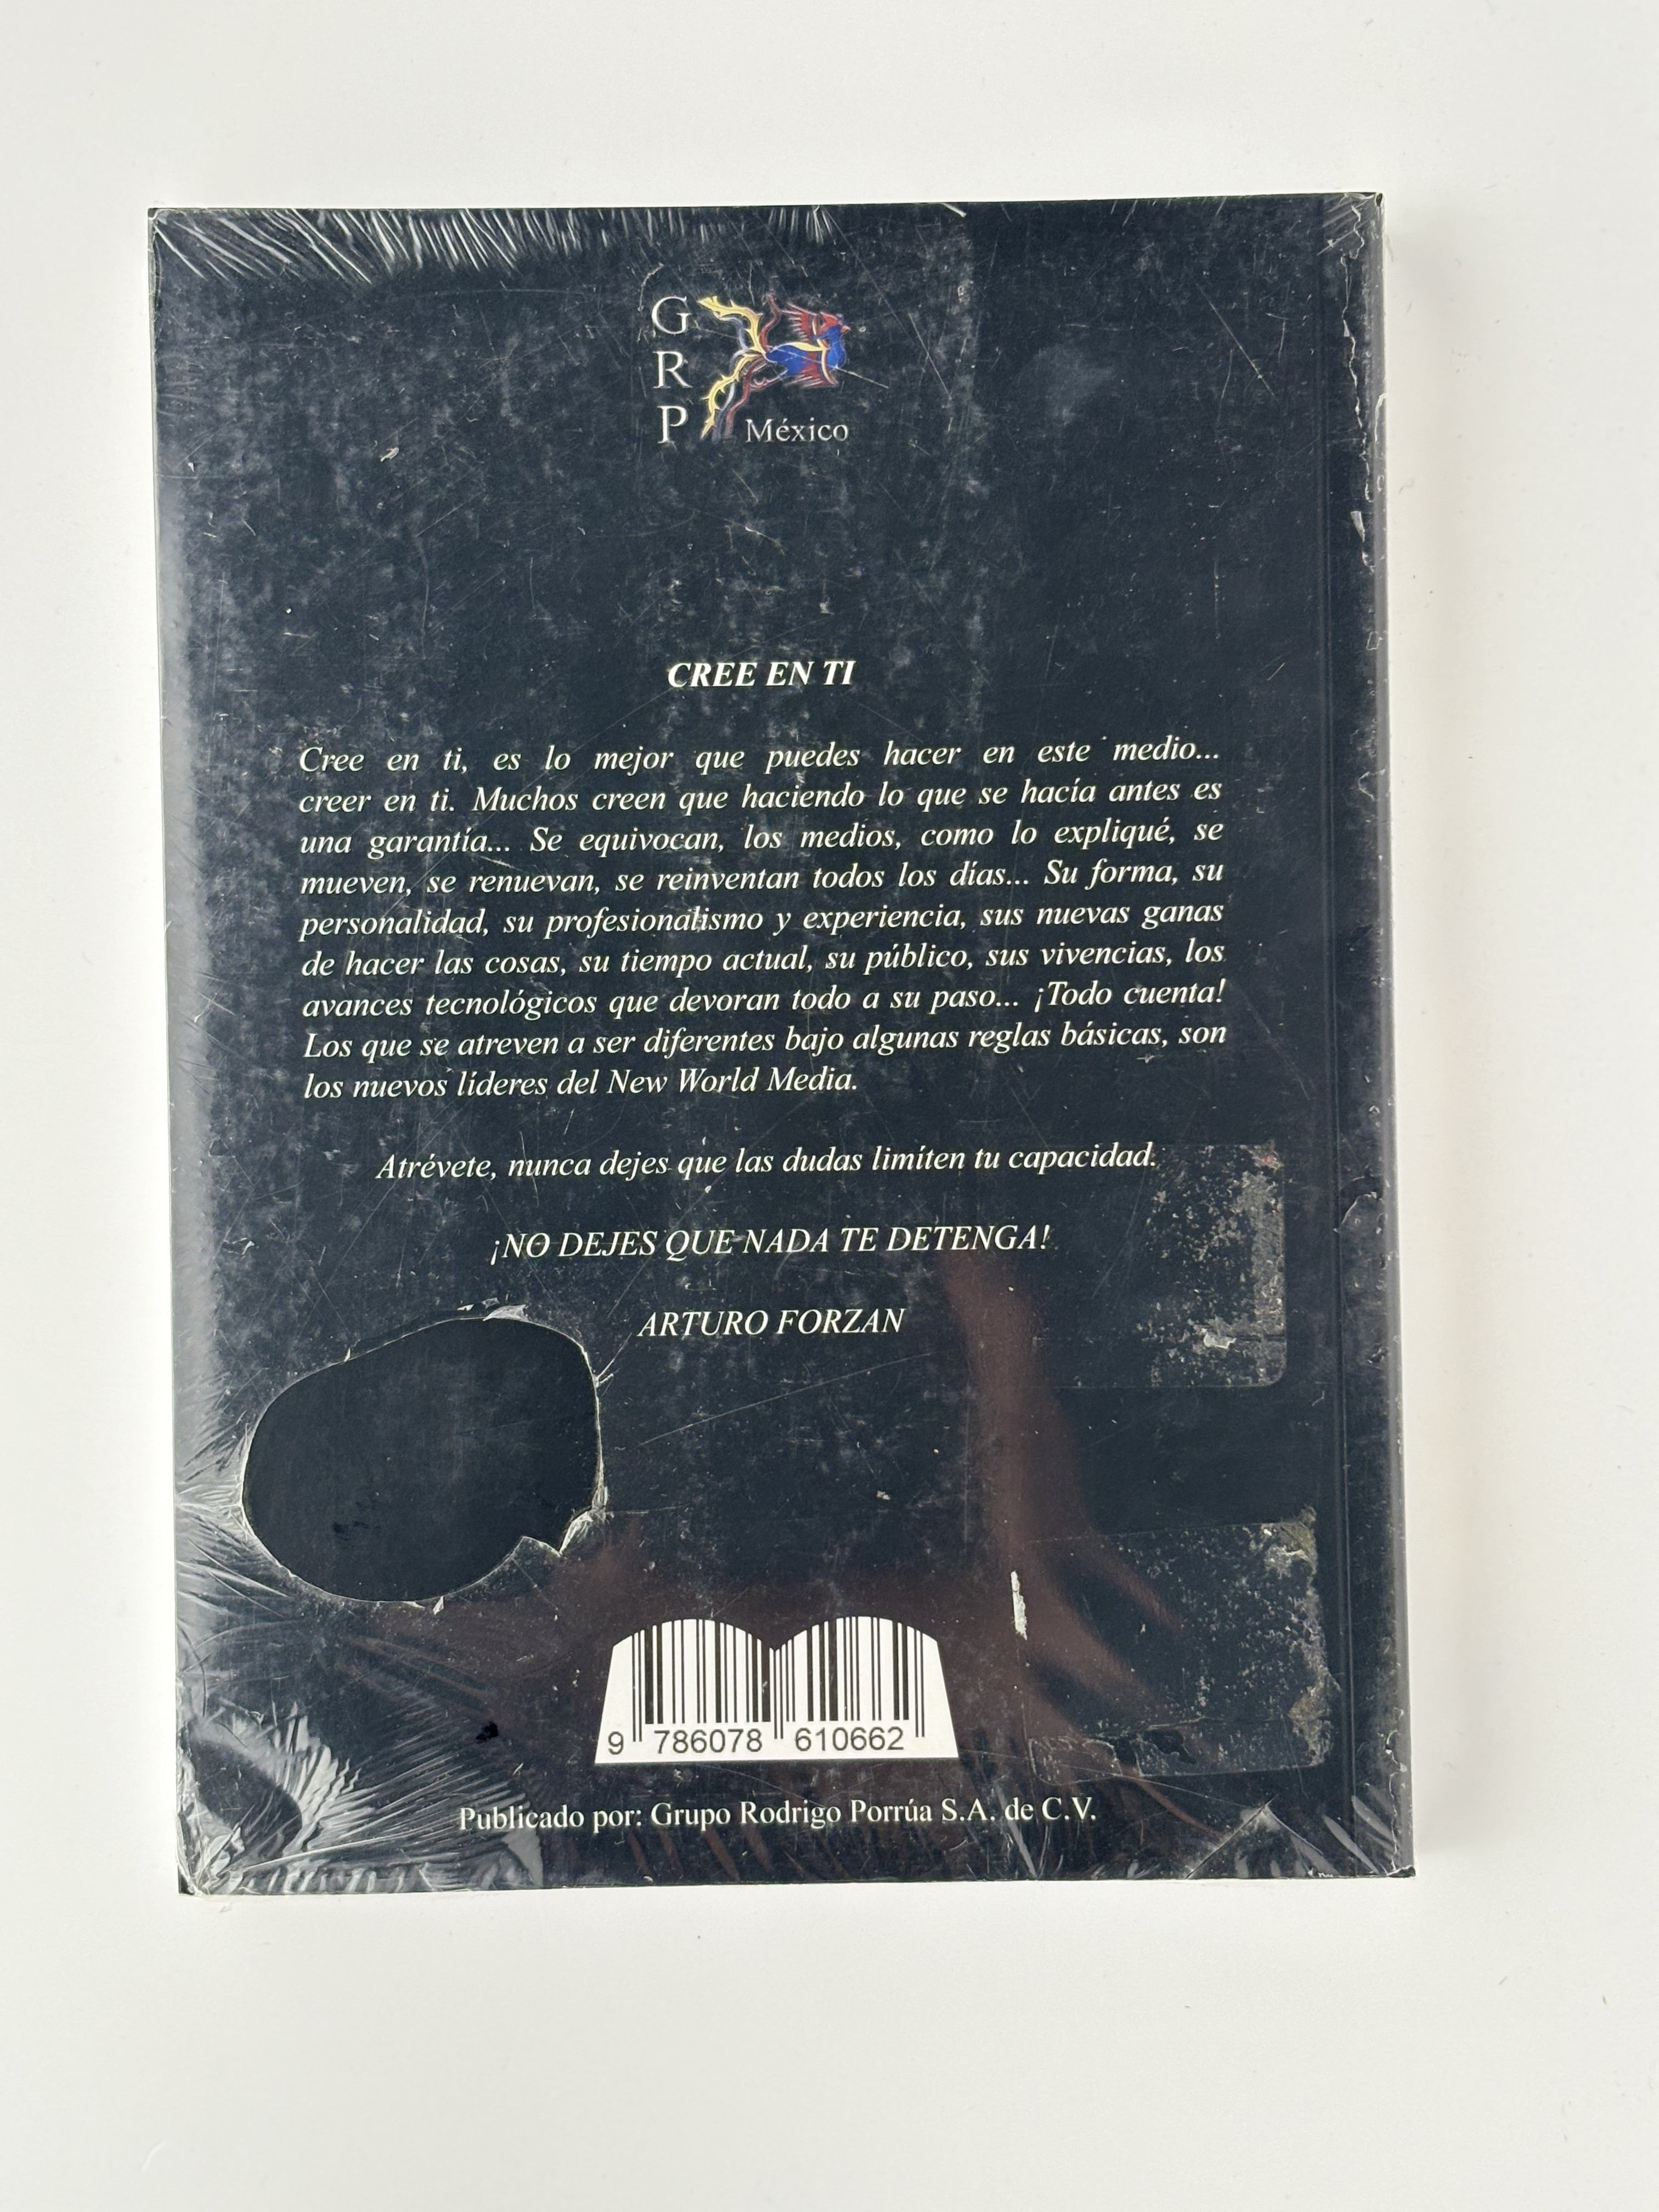 G
R
P
México
CREE EN TI
Cree en ti, es lo mejor que puedes hacer en este medio...
creer en ti. Muchos creen que haciendo lo que se hacía antes es
una garantía... Se equivocan, los medios, como lo expliqué, se
mueven, se renuevan, se reinventan todos los días... Su forma, su
personalidad, su profesionalismo y experiencia, sus nuevas ganas
de hacer las cosas, su tiempo actual, su público, sus vivencias, los
avances tecnológicos que devoran todo a su paso... ¡Todo cuenta!
Los que se atreven a ser diferentes bajo algunas reglas básicas, son
los nuevos líderes del New World Media.
Atrévete, nunca dejes que las dudas limíten tu capacidad.
¡NO DEJES QUE NADA TE DETENGA!
ARTURO FORZAN
9 786078 610662
Publicado por: Grupo Rodrigo Porrúa S.A. de C.V.